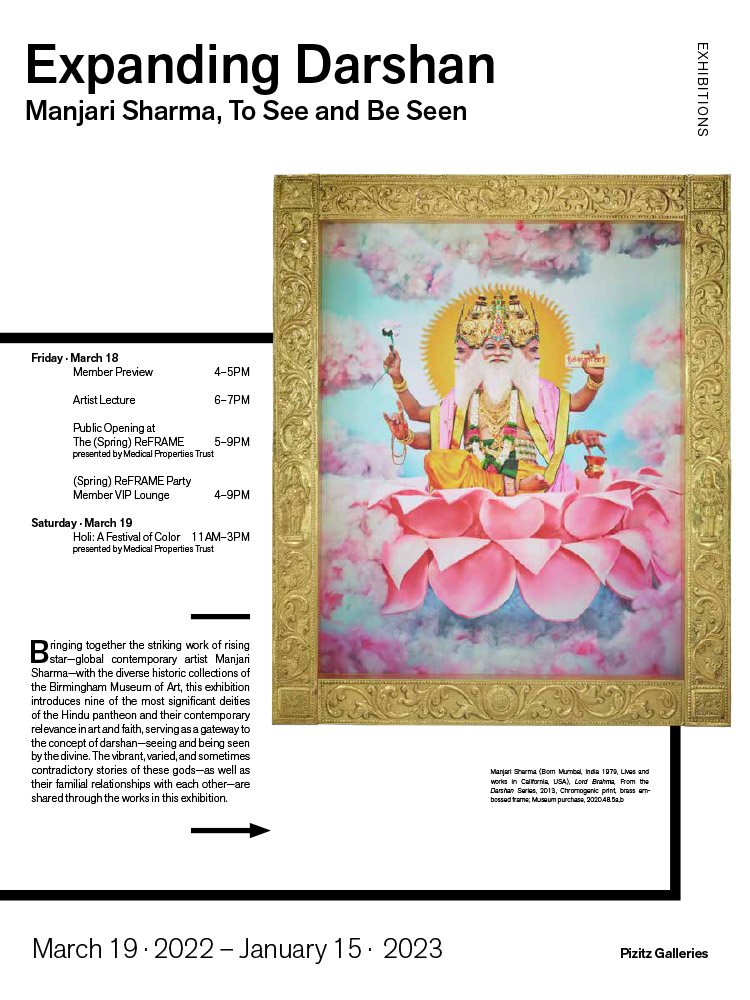 Expanding Darshan
Manjari Sharma, To See and Be Seen
EXHIBITIONS
Friday · March 18
Member Preview 4–5PM
Artist Lecture 6–7PM
Public Opening at
The (Spring) ReFRAME 5–9PM
presented by Medical Properties Trust
(Spring) ReFRAME Party
Member VIP Lounge 4–9PM
Saturday · March 19
Holi: A Festival of Color 11AM–3PM
presented by Medical Properties Trust
Bringing together the striking work of rising
star—global contemporary artist Manjari
Sharma—with the diverse historic collections of
the Birmingham Museum of Art, this exhibition
introduces nine of the most significant deities
of the Hindu pantheon and their contemporary
relevance in art and faith, serving as a gateway to
the concept of darshan—seeing and being seen
by the divine. The vibrant, varied, and sometimes
contradictory stories of these gods—as well as
their familial relationships with each other—are
shared through the works in this exhibition.
Manjari Sharma (Born Mumbai, India 1979, Lives and
works in California, USA), Lord Brahma, From the
Darshan Series, 2013, Chromogenic print, brass em-
bossed frame; Museum purchase, 2020.48.5a,b
March 19 · 2022 – January 15 · 2023
Pizitz Galleries